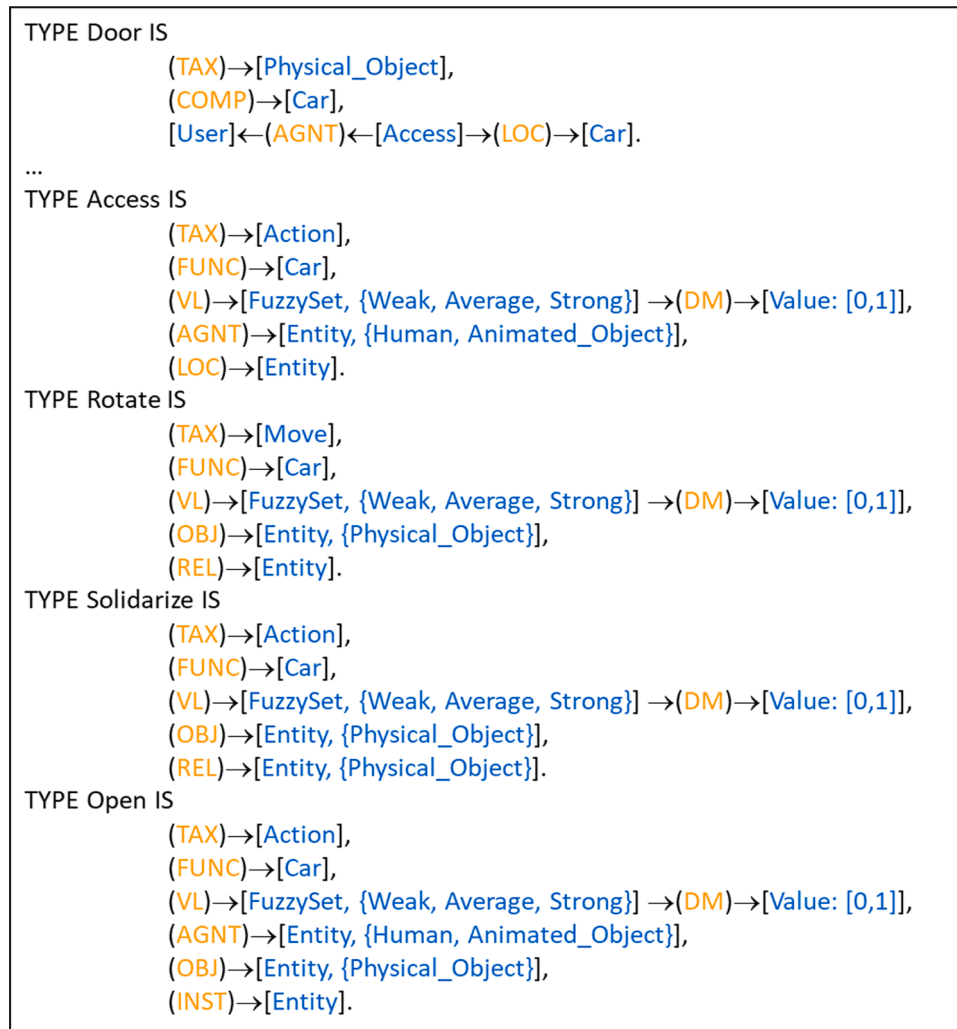 TYPE Door IS
(TAX)→[Physical_Object],
(COMP)→[Car],
[User]←(AGNT)←[Access]→(LOC)→[Car].
...
TYPE Access IS
(TAX)→[Action],
(FUNC)→[Car],
(VL)→[FuzzySet, {Weak, Average, Strong}] →(DM)→[Value: [0,1]],
(AGNT)→[Entity, {Human, Animated_Object}],
(LOC)→[Entity].
TYPE Rotate IS
(TAX)→[Move],
(FUNC)→[Car],
(VL)→[FuzzySet, {Weak, Average, Strong}] →(DM)→[Value: [0,1]],
(OBJ)→[Entity, {Physical_Object}],
(REL)→[Entity].
TYPE Solidarize IS
(TAX)→[Action],
(FUNC)→[Car],
(VL)→[FuzzySet, {Weak, Average, Strong}] →(DM)→[Value: [0,1]],
(OBJ)→[Entity, {Physical_Object}],
(REL)→[Entity, {Physical_Object}].
TYPE Open IS
(TAX)→[Action],
(FUNC)→[Car],
(VL)→[FuzzySet, {Weak, Average, Strong}] →(DM)→[Value: [0,1]],
(AGNT)→[Entity, {Human, Animated_Object}],
(OBJ)→[Entity, {Physical_Object}],
(INST)→[Entity].